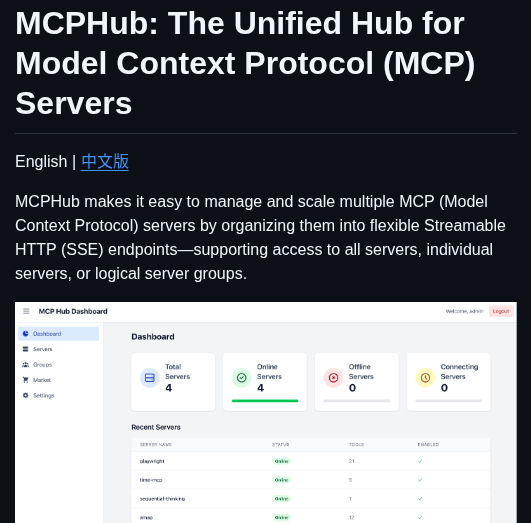 MCPHub: The Unified Hub for
Model Context Protocol (MCP)
Servers
English | 中文版
MCPHub makes it easy to manage and scale multiple MCP (Model
Context Protocol) servers by organizing them into flexible Streamable
HTTP (SSE) endpoints—supporting access to all servers, individual
servers, or logical server groups.
MCP Hub Dashboard
Welcome, admin
Logout
Dashboard
Servers
Groups
Market
Settings
Dashboard
Total
Servers
4
Online
Servers
4
Offline
Servers
0
Connecting
Servers
0
Recent Servers
SERVER NAME STATUS TOOLS ENABLED
playwright Online 21 ✓
time-mcp Online ✓
sequential-thinking Online 1 ✓
amap Online 12 ✓